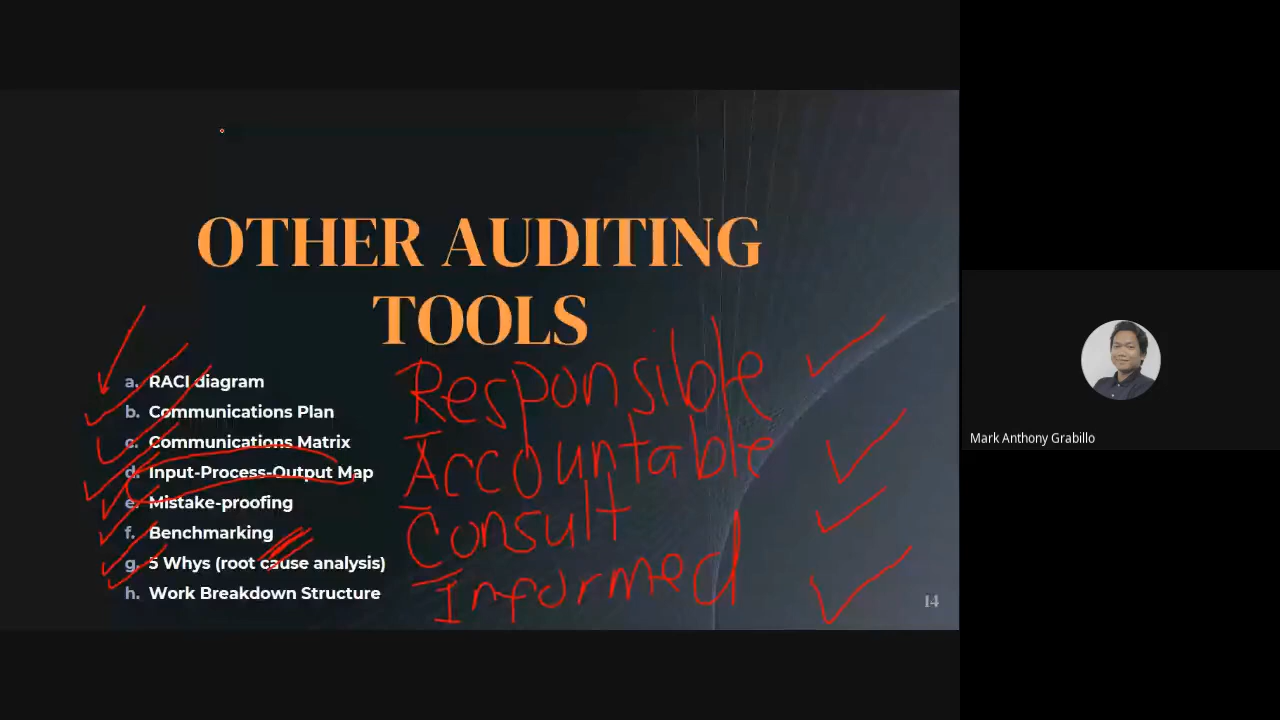 OTHER AUDITING
TOOLS
a. RACI diagram
b. Communications Plan
c. Communications Matrix
d. Input-Process-Output Map
e. Mistake-proofing
f. Benchmarking
g. 5 Whys (root cause analysis)
h. Work Breakdown Structure
Responsible
Accountable
Consult
Informed
14
Mark Anthony Grabillo